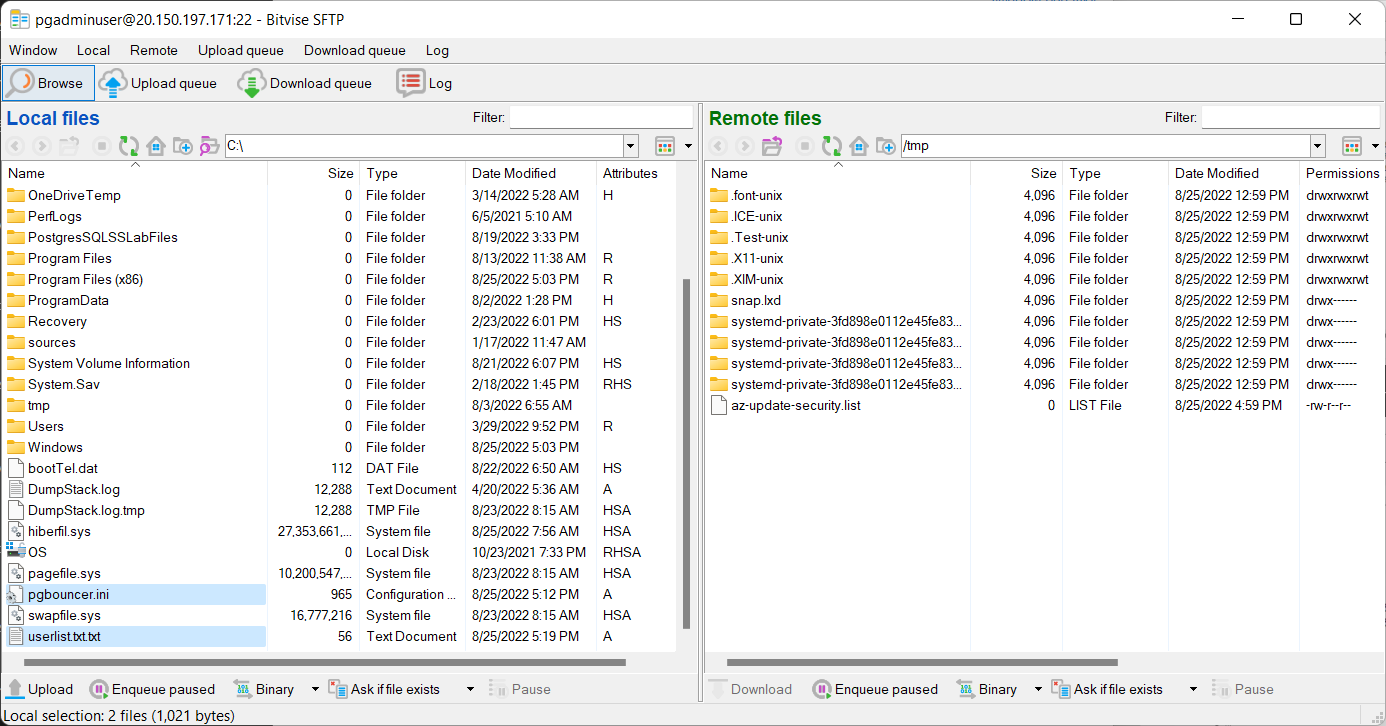 pgadminuser@20.150.197.171:22 - Bitvise SFTP
Window Local Remote Upload queue Download queue Log
Browse Upload queue Download queue Log
Local files Filter:
C:\
Name Size Type Date Modified Attributes
OneDriveTemp 0 File folder 3/14/2022 5:28 AM H
PerfLogs 0 File folder 6/5/2021 5:10 AM
PostgresSQLSSLabFiles 0 File folder 8/19/2022 3:33 PM
Program Files 0 File folder 8/13/2022 11:38 AM R
Program Files (x86) 0 File folder 8/25/2022 5:03 PM R
ProgramData 0 File folder 8/2/2022 1:28 PM H
Recovery 0 File folder 2/23/2022 6:01 PM HS
sources 0 File folder 1/17/2022 11:47 AM
System Volume Information 0 File folder 8/21/2022 6:07 PM HS
System.Sav 0 File folder 2/18/2022 1:45 PM RHS
tmp 0 File folder 8/3/2022 6:55 AM
Users 0 File folder 3/29/2022 9:52 PM R
Windows 0 File folder 8/25/2022 5:03 PM
bootTel.dat 112 DAT File 8/22/2022 6:50 AM HS
DumpStack.log 12,288 Text Document 4/20/2022 5:36 AM A
DumpStack.log.tmp 12,288 TMP File 8/23/2022 8:15 AM HSA
hiberfil.sys 27,353,661,... System file 8/25/2022 7:56 AM HSA
OS 0 Local Disk 10/23/2021 7:33 PM RHSA
pagefile.sys 10,200,547,... System file 8/23/2022 8:15 AM HSA
pgbouncer.ini 965 Configuration ... 8/25/2022 5:12 PM A
swapfile.sys 16,777,216 System file 8/23/2022 8:15 AM HSA
userlist.txt.txt 56 Text Document 8/25/2022 5:19 PM A
Upload Enqueue paused Binary Ask if file exists Pause
Remote files Filter:
/tmp
Name Size Type Date Modified Permissions
.font-unix 4,096 File folder 8/25/2022 12:59 PM drwxrwxrwt
.ICE-unix 4,096 File folder 8/25/2022 12:59 PM drwxrwxrwt
.Test-unix 4,096 File folder 8/25/2022 12:59 PM drwxrwxrwt
.X11-unix 4,096 File folder 8/25/2022 12:59 PM drwxrwxrwt
.XIM-unix 4,096 File folder 8/25/2022 12:59 PM drwxrwxrwt
snap.lxd 4,096 File folder 8/25/2022 12:59 PM drwx------
systemd-private-3fd898e0112e45fe83... 4,096 File folder 8/25/2022 12:59 PM drwx------
systemd-private-3fd898e0112e45fe83... 4,096 File folder 8/25/2022 12:59 PM drwx------
systemd-private-3fd898e0112e45fe83... 4,096 File folder 8/25/2022 12:59 PM drwx------
systemd-private-3fd898e0112e45fe83... 4,096 File folder 8/25/2022 12:59 PM drwx------
az-update-security.list 0 LIST File 8/25/2022 4:59 PM -rw-r--r--
Download Enqueue paused Binary Ask if file exists Pause
Local selection: 2 files (1,021 bytes)